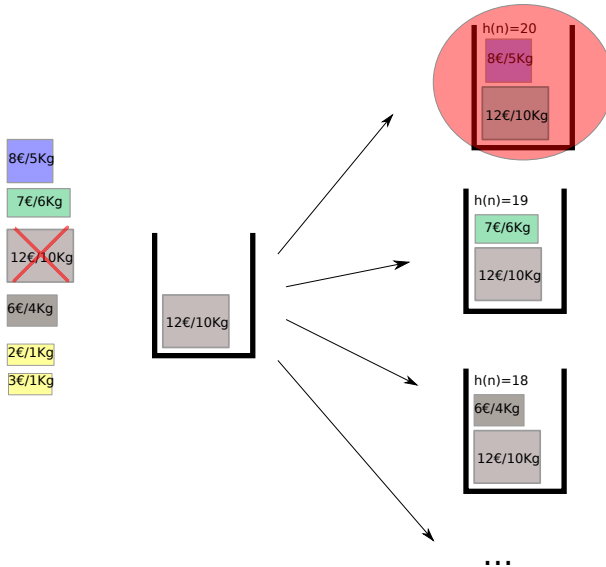 8€/5Kg
7€/6Kg
12€/10Kg
6€/4Kg
2€/1Kg
3€/1Kg
12€/10Kg
h(n)=20
8€/5Kg
12€/10Kg
h(n)=19
7€/6Kg
12€/10Kg
h(n)=18
6€/4Kg
12€/10Kg
...